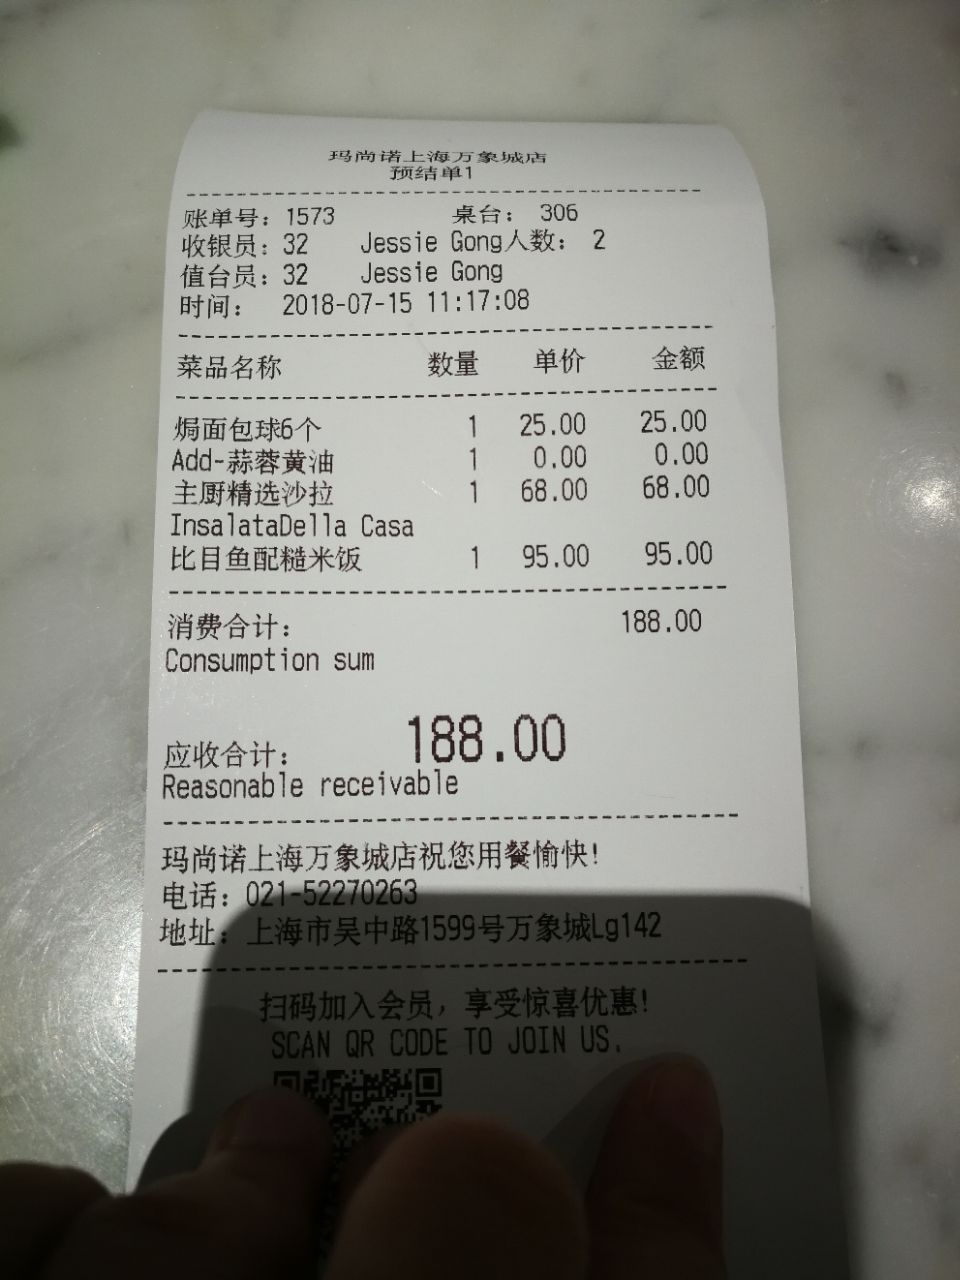 玛尚诺上海万象城店
预结单1
账单号：1573 桌台： 306
收银员：32 Jessie Gong人数： 2
值台员：32 Jessie Gong
时间： 2018-07-15 11:17:08
菜品名称 数量 单价 金额
焗面包球6个 1 25.00 25.00
Add-蒜蓉黄油 1 0.00 0.00
主厨精选沙拉 1 68.00 68.00
InsalataDella Casa
比目鱼配糙米饭 1 95.00 95.00
消费合计： 188.00
Consumption sum
应收合计： 188.00
Reasonable receivable
玛尚诺上海万象城店祝您用餐愉快!
电话：021-52270263
地址：上海市吴中路1599号万象城Lg142
扫码加入会员，享受惊喜优惠!
SCAN QR CODE TO JOIN US.